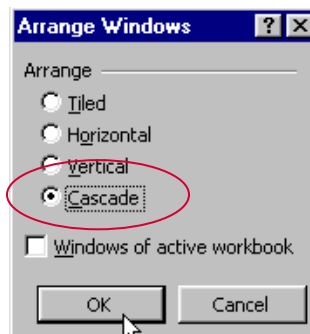 Arrange Windows ? X
Arrange
Tiled
Horizontal
Vertical
Cascade
Windows of active workbook
OK Cancel